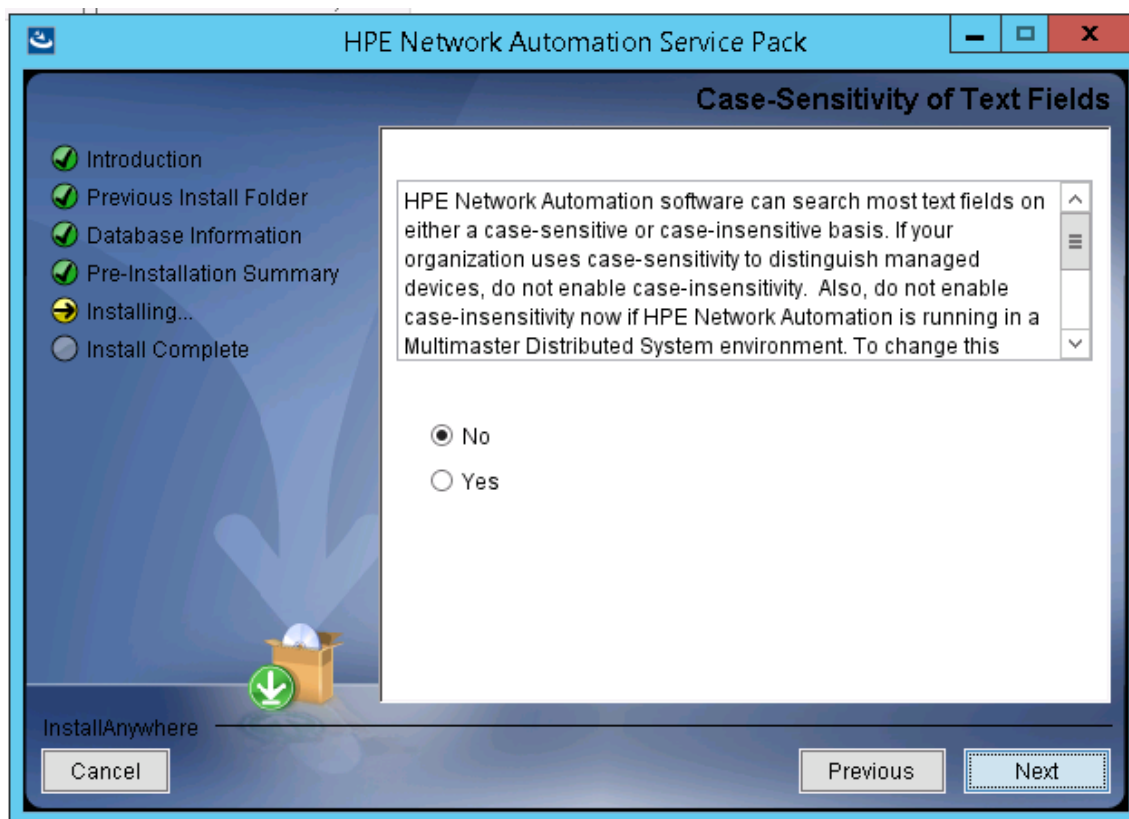 HPE Network Automation Service Pack
Case-Sensitivity of Text Fields
Introduction
Previous Install Folder
Database Information
Pre-Installation Summary
Installing...
Install Complete
HPE Network Automation software can search most text fields on
either a case-sensitive or case-insensitive basis. If your
organization uses case-sensitivity to distinguish managed
devices, do not enable case-insensitivity.  Also, do not enable
case-insensitivity now if HPE Network Automation is running in a
Multimaster Distributed System environment. To change this
No
Yes
InstallAnywhere
Cancel
Previous
Next